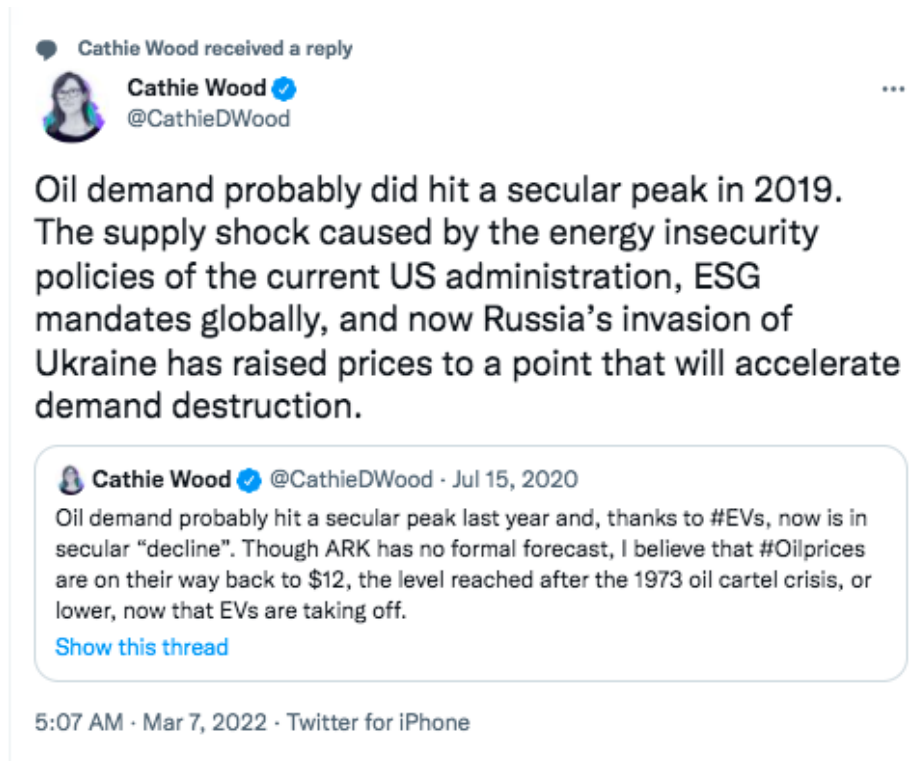 Cathie Wood received a reply
Cathie Wood
@CathieDWood
Oil demand probably did hit a secular peak in 2019.
The supply shock caused by the energy insecurity
policies of the current US administration, ESG
mandates globally, and now Russia’s invasion of
Ukraine has raised prices to a point that will accelerate
demand destruction.
Cathie Wood @CathieDWood · Jul 15, 2020
Oil demand probably hit a secular peak last year and, thanks to #EVs, now is in
secular “decline”. Though ARK has no formal forecast, I believe that #Oilprices
are on their way back to $12, the level reached after the 1973 oil cartel crisis, or
lower, now that EVs are taking off.
Show this thread
5:07 AM · Mar 7, 2022 · Twitter for iPhone